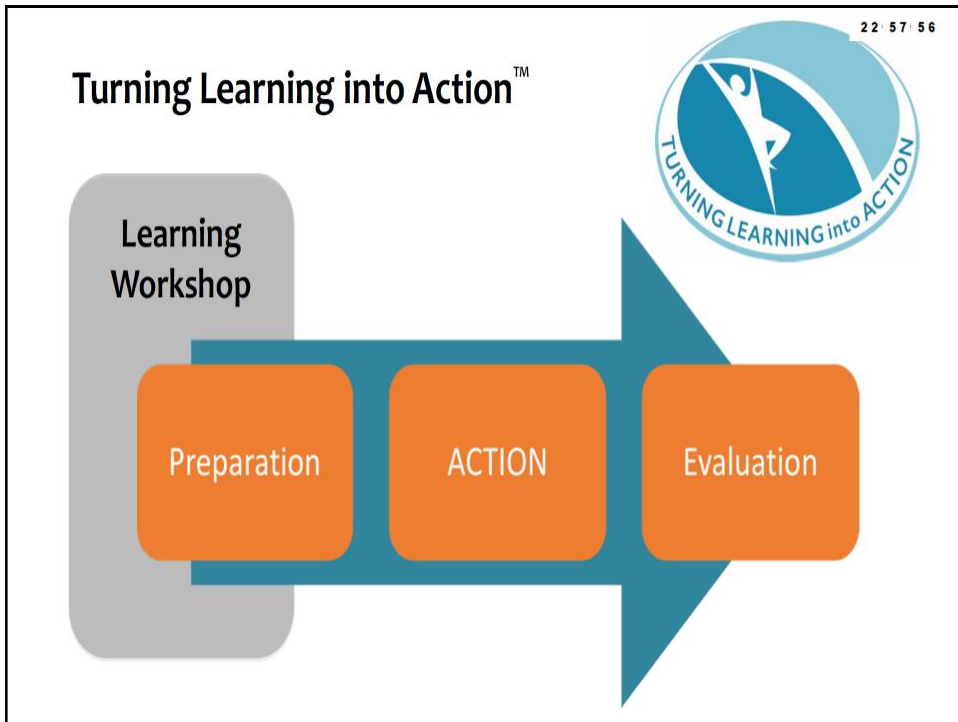 22:57:56
Turning Learning into Action™
TURNING LEARNING into ACTION
Learning
Workshop
Preparation
ACTION
Evaluation